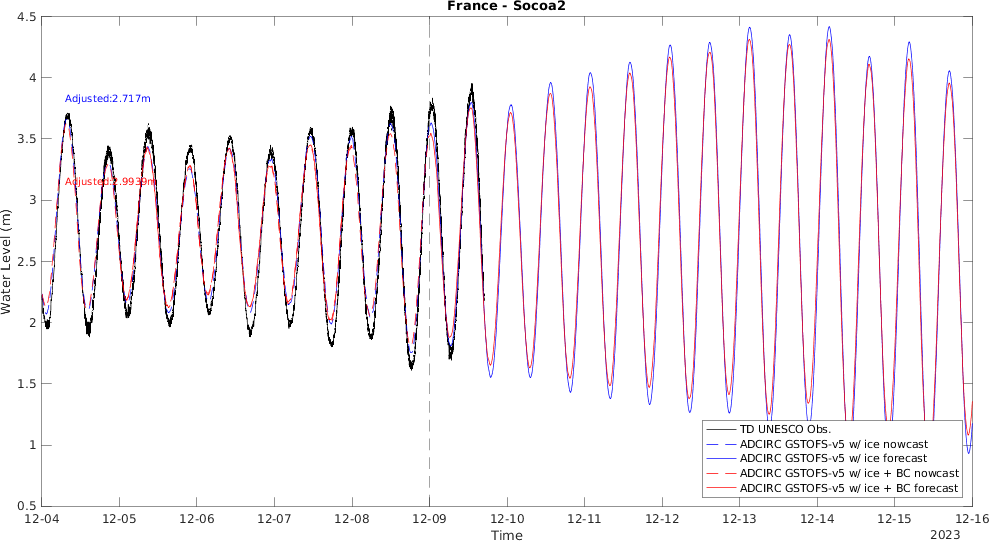 France - Socoa2
4.5
4
3.5
3
2.5
2
1.5
1
0.5
Water Level (m)
Adjusted:2.717m
Adjusted:2.9939m
TD UNESCO Obs.
ADCIRC GSTOFS-v5 w/ ice nowcast
ADCIRC GSTOFS-v5 w/ ice forecast
ADCIRC GSTOFS-v5 w/ ice + BC nowcast
ADCIRC GSTOFS-v5 w/ ice + BC forecast
12-04 12-05 12-06 12-07 12-08 12-09 12-10 12-11 12-12 12-13 12-14 12-15 12-16
Time
2023